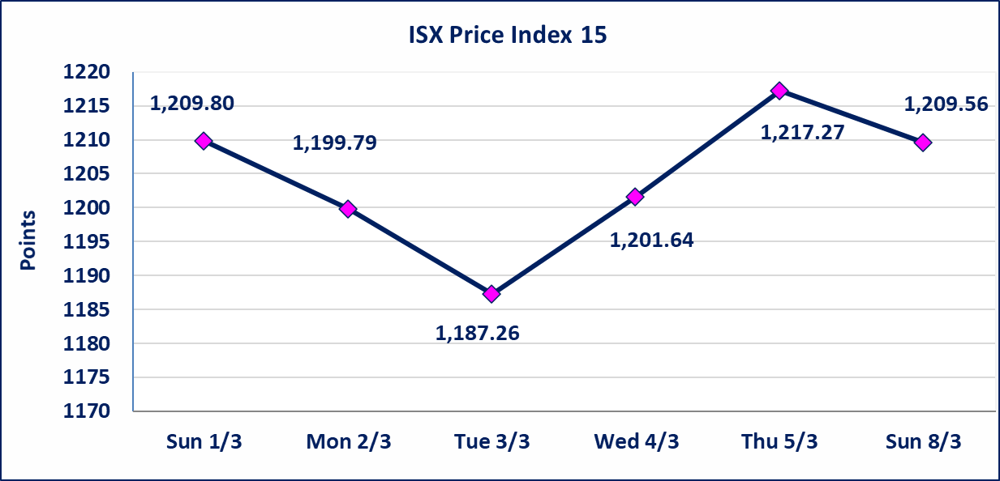 ISX Price Index 15
Points
1220
1215
1210
1205
1200
1195
1190
1185
1180
1175
1170
1,209.80
1,199.79
1,187.26
1,201.64
1,217.27
1,209.56
Sun 1/3
Mon 2/3
Tue 3/3
Wed 4/3
Thu 5/3
Sun 8/3